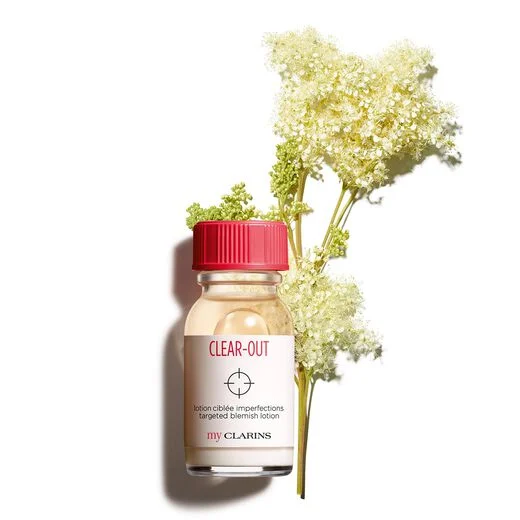 CLEAR-OUT
lotion ciblée imperfections
targeted blemish lotion
my CLARINS